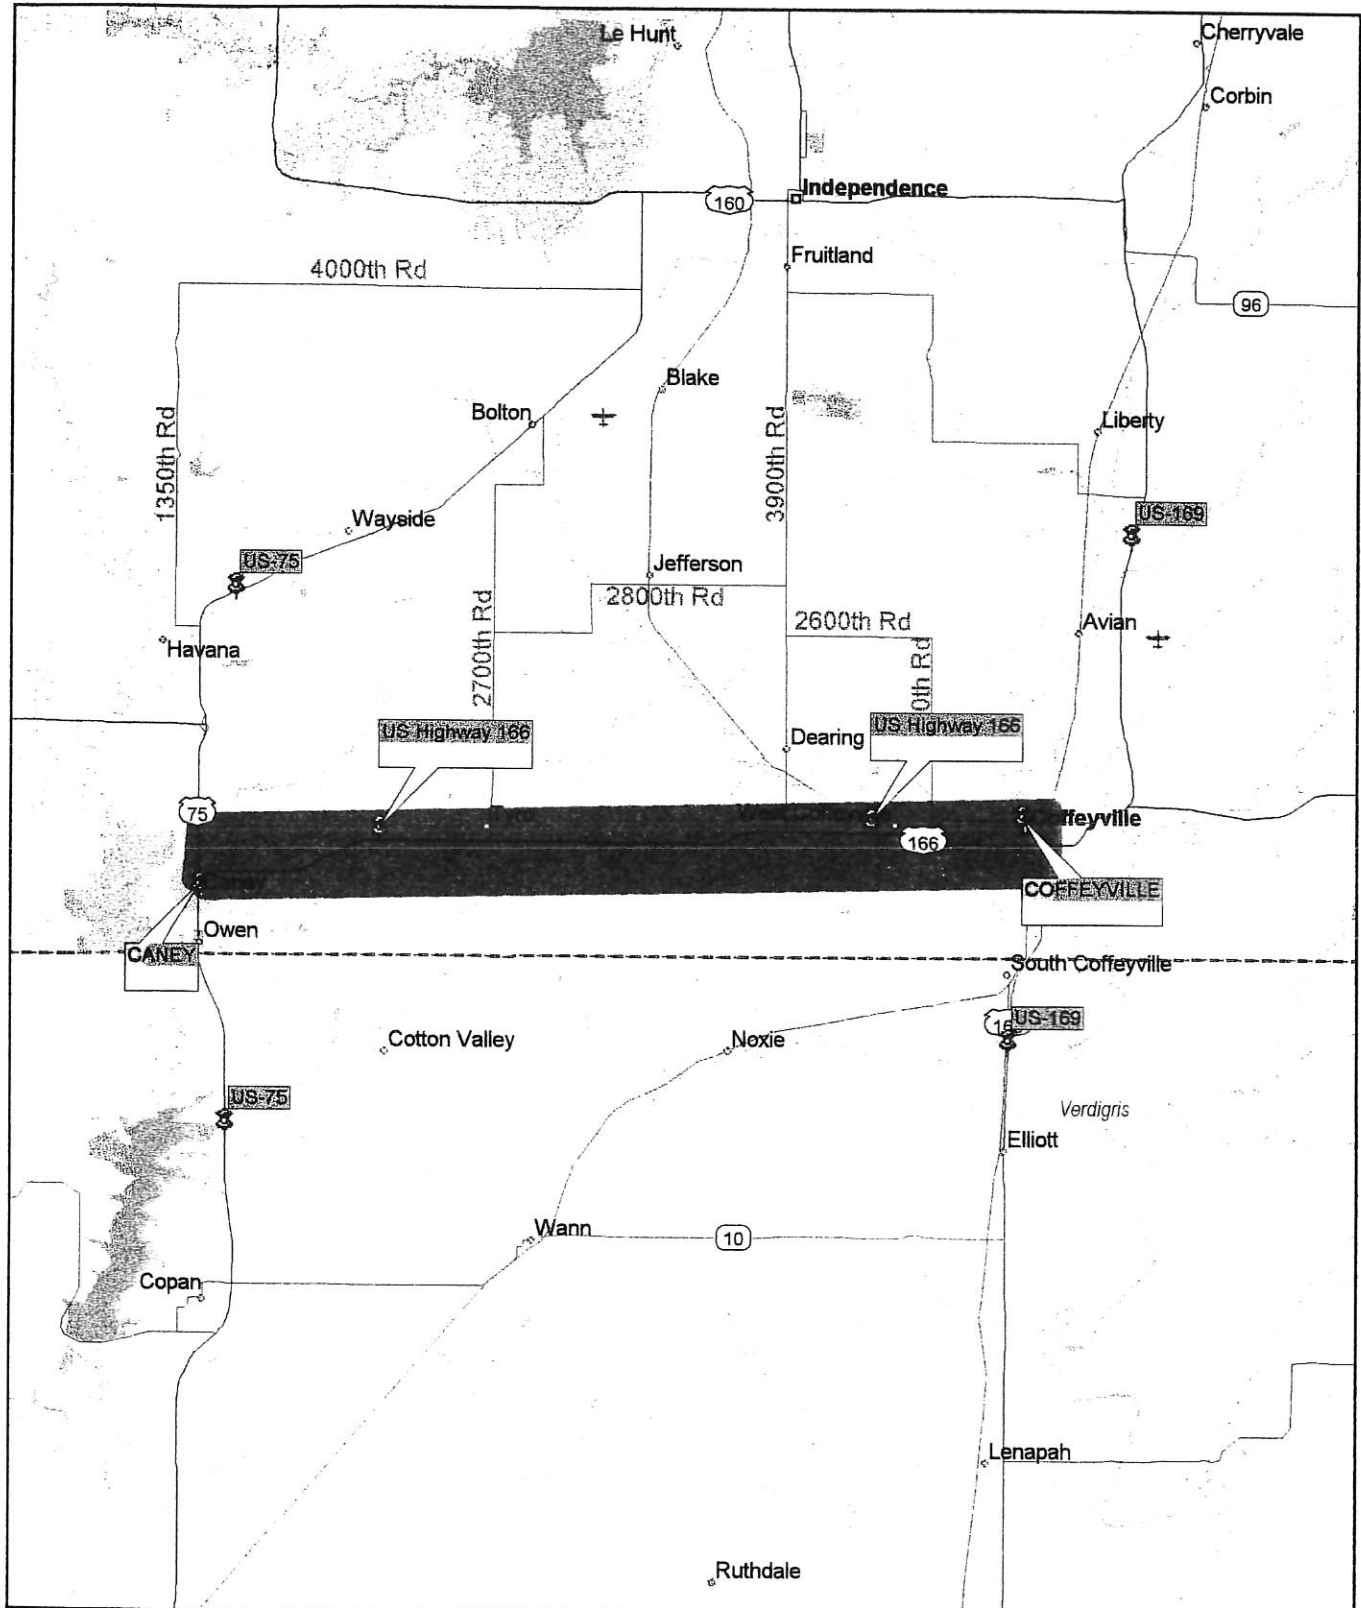 Le Hunt
Cherryvale
Corbin
Independence
160
Fruitland
4000th Rd
96
Blake
Bolton
1350th Rd
3900th Rd
Liberty
Wayside
US-169
US-75
Jefferson
2800th Rd
2700th Rd
2600th Rd
Avian
Havana
0th Rd
US Highway 166
US Highway 166
Dearing
75
Tyro
Coffeyville
166
COFFEYVILLE
Owen
CANEY
South Coffeyville
US-169
Cotton Valley
Noxie
US-75
Verdigris
Elliott
Wann
10
Copan
Lenapah
Ruthdale